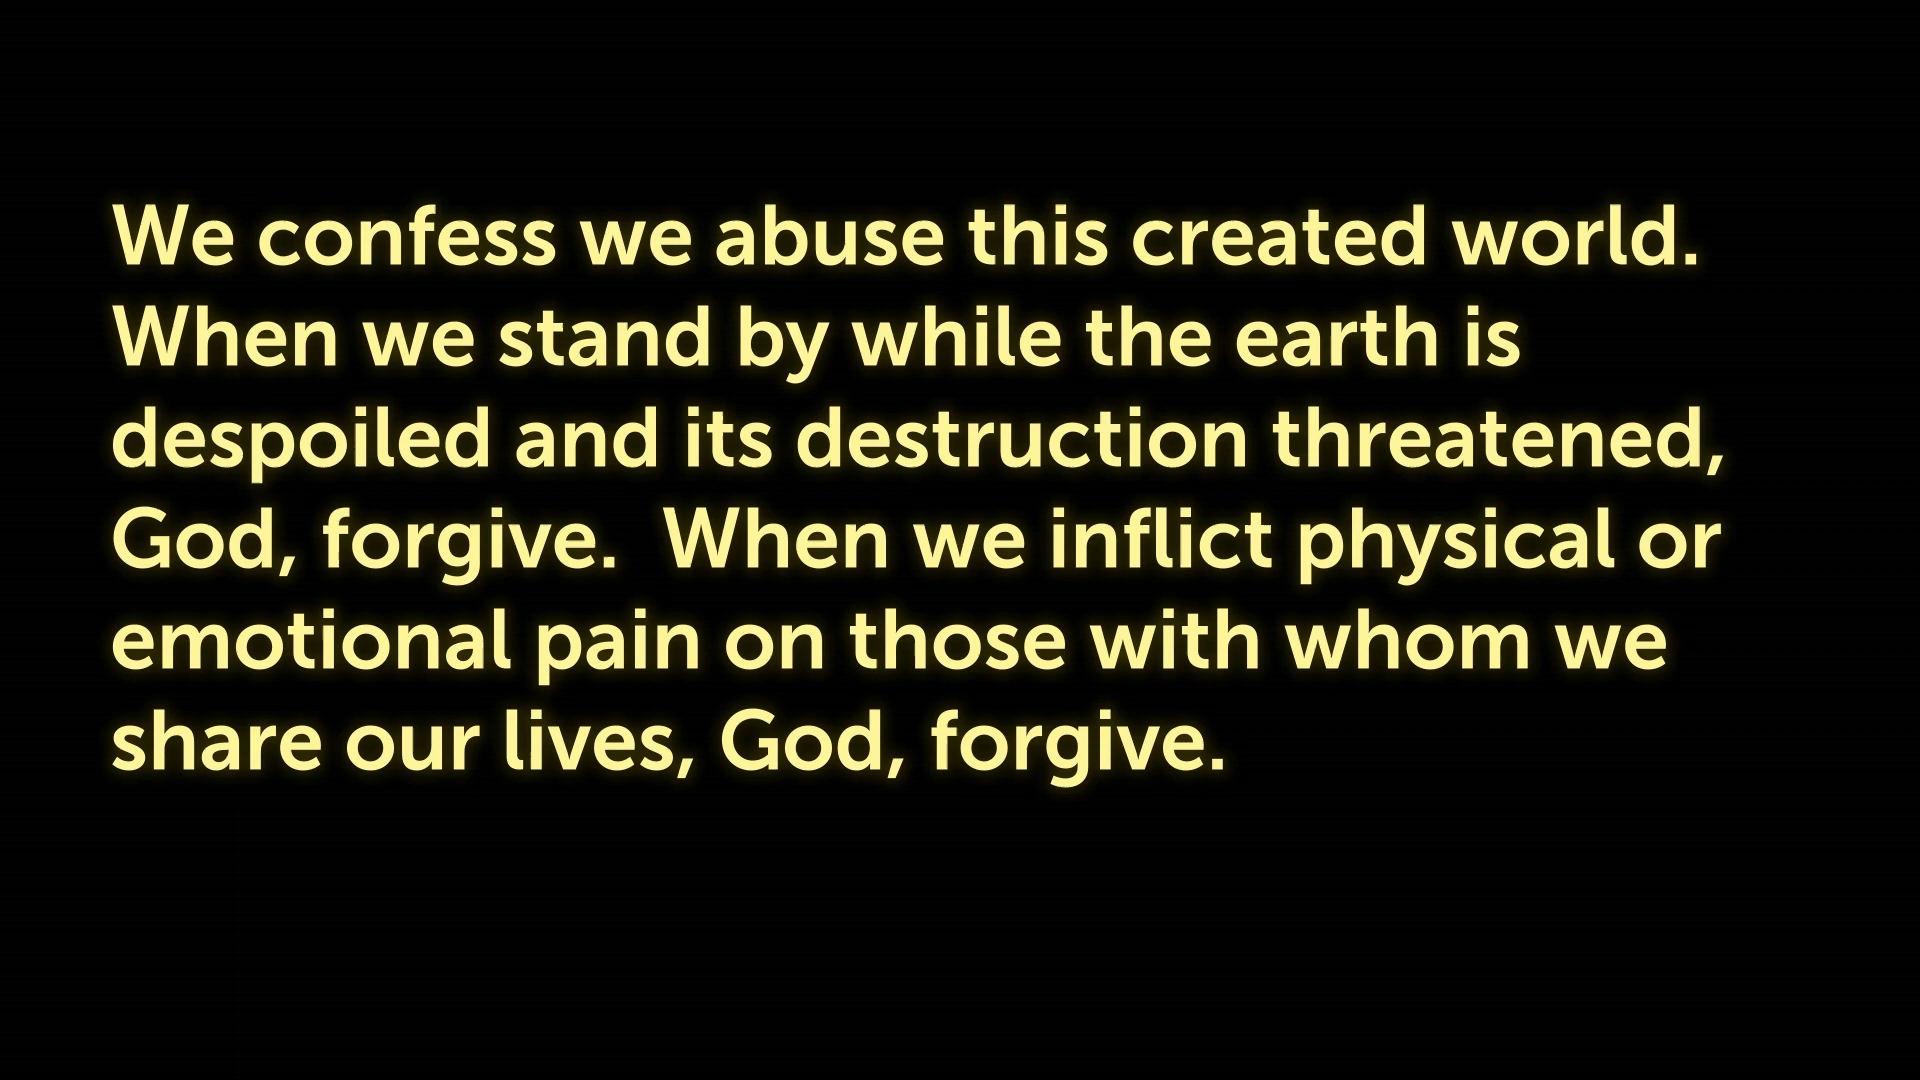 We confess we abuse this created world.
When we stand by while the earth is
despoiled and its destruction threatened,
God, forgive.  When we inflict physical or
emotional pain on those with whom we
share our lives, God, forgive.